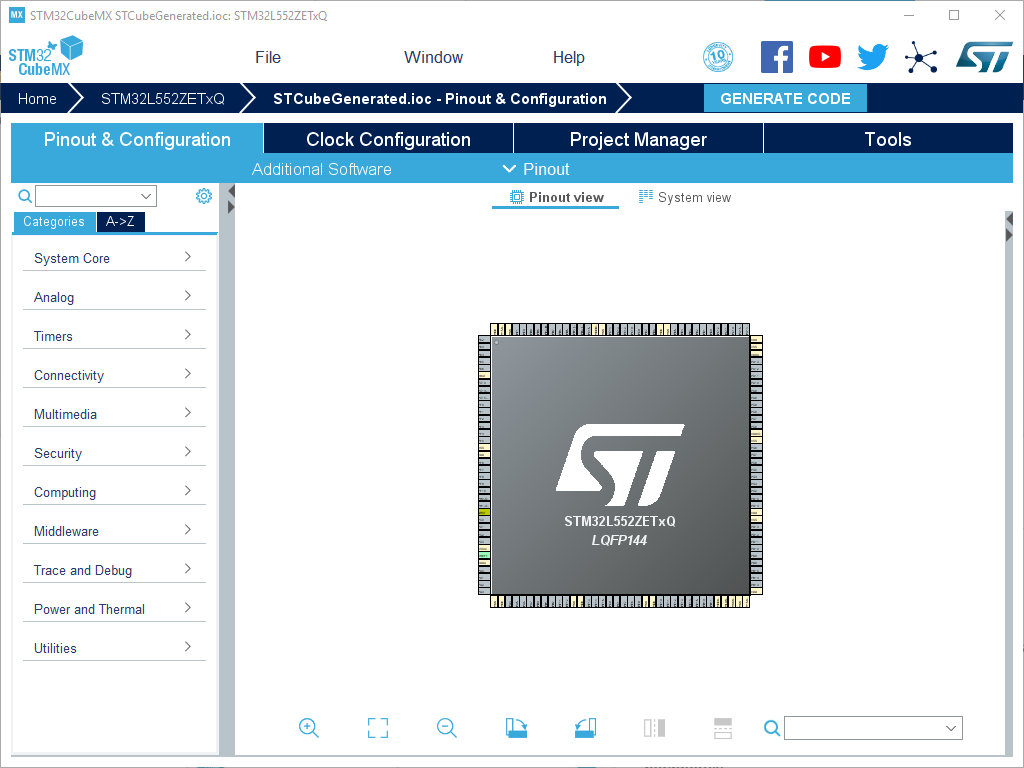 MX STM32CubeMX STCubeGenerated.ioc: STM32L552ZETxQ
STM32
CubeMX
File Window Help
10
Home STM32L552ZETxQ STCubeGenerated.ioc - Pinout & Configuration GENERATE CODE
Pinout & Configuration Clock Configuration Project Manager Tools
Additional Software Pinout
Pinout view System view
Categories A->Z
System Core
Analog
Timers
Connectivity
Multimedia
Security
Computing
Middleware
Trace and Debug
Power and Thermal
Utilities
ST
STM32L552ZETxQ
LQFP144